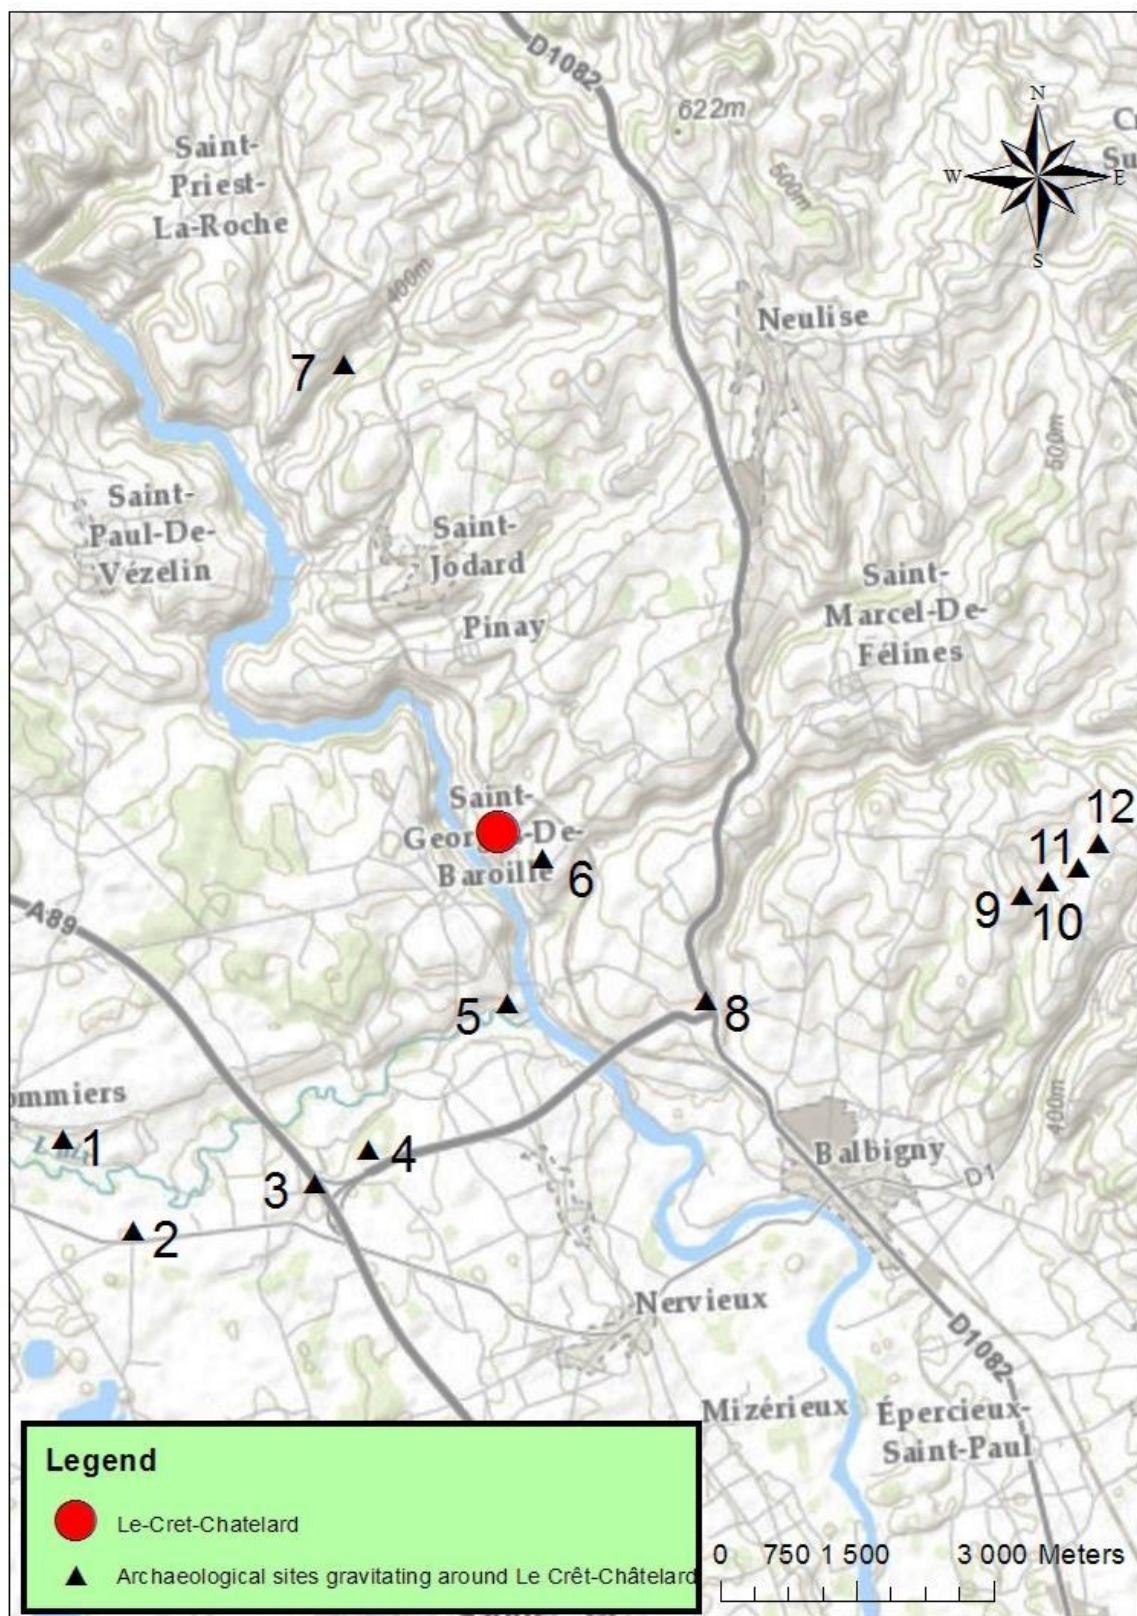 D1082
622m
N
W
E
S
Saint-
Priest-
La-Roche
500m
400m
Neulise
7
500m
Saint-
Paul-De-
Vézelin
Saint-
Jodard
Pinay
Saint-
Marcel-De-
Félines
Saint-
Georges-De-
Baroille
6
12
11
10
9
A89
5
8
ommiers
1
4
3
2
400m
Balbigny
D1
Nervieux
D1082
Mizérieux
Épercieux-
Saint-Paul
Legend
Le-Cret-Chatelard
Archaeological sites gravitating around Le Crêt-Châtelard
0 750 1 500 3 000 Meters